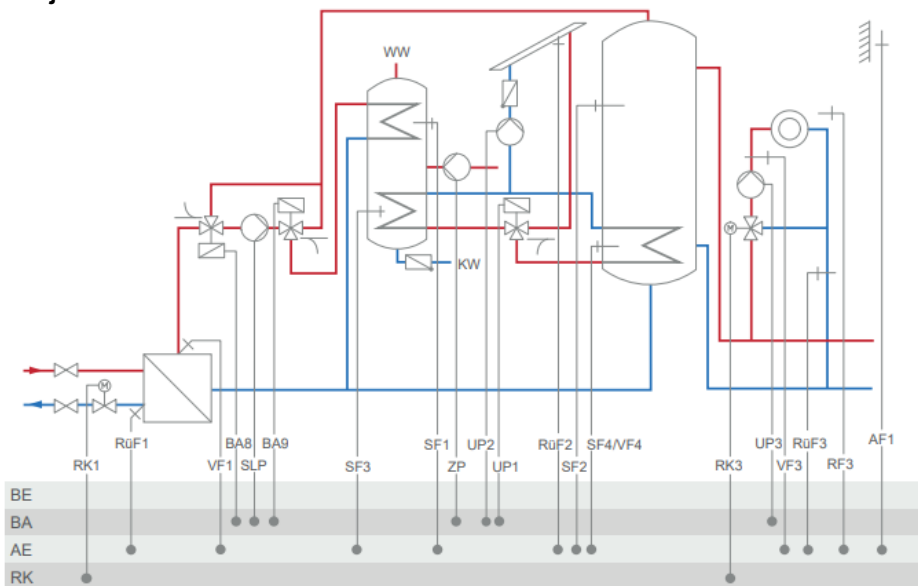 WW
KW
M
M
RüF1
BA8
BA9
UP2
RüF2
SF4/VF4
UP3
RüF3
AF1
RK1
VF1
SLP
SF3
SF1
ZP
UP1
SF2
RK3
VF3
RF3
BE
BA
AE
RK